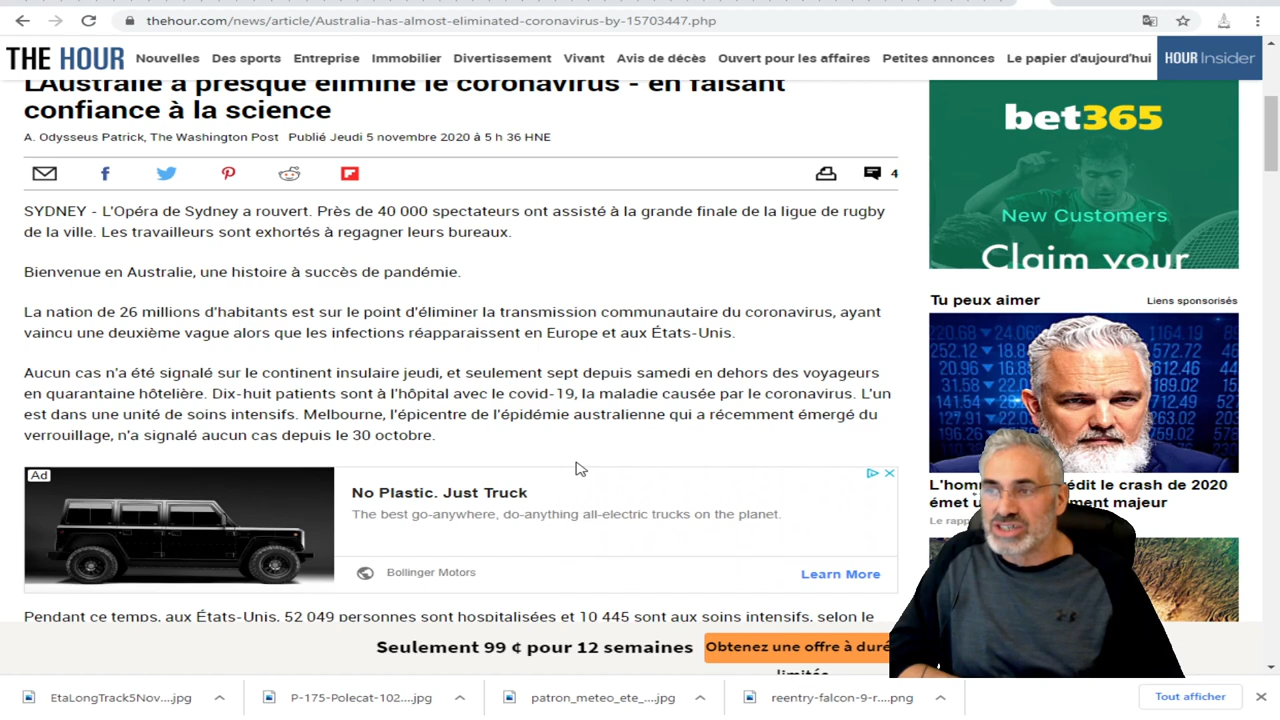 thehour.com/news/article/Australia-has-almost-eliminated-coronavirus-by-15703447.php
THE HOUR Nouvelles Des sports Entreprise Immobilier Divertissement Vivant Avis de décès Ouvert pour les affaires Petites annonces Le papier d'aujourd'hui HOUR Insider
L'Australie a presque éliminé le coronavirus - en faisant
confiance à la science
A. Odysseus Patrick, The Washington Post Publié Jeudi 5 novembre 2020 à 5 h 36 HNE
4
SYDNEY - L'Opéra de Sydney a rouvert. Près de 40 000 spectateurs ont assisté à la grande finale de la ligue de rugby
de la ville. Les travailleurs sont exhortés à regagner leurs bureaux.
Bienvenue en Australie, une histoire à succès de pandémie.
La nation de 26 millions d'habitants est sur le point d'éliminer la transmission communautaire du coronavirus, ayant
vaincu une deuxième vague alors que les infections réapparaissent en Europe et aux États-Unis.
Aucun cas n'a été signalé sur le continent insulaire jeudi, et seulement sept depuis samedi en dehors des voyageurs
en quarantaine hôtelière. Dix-huit patients sont à l'hôpital avec le covid-19, la maladie causée par le coronavirus. L'un
est dans une unité de soins intensifs. Melbourne, l'épicentre de l'épidémie australienne qui a récemment émergé du
verrouillage, n'a signalé aucun cas depuis le 30 octobre.
Ad
No Plastic. Just Truck
The best go-anywhere, do-anything all-electric trucks on the planet.
Bollinger Motors
Learn More
Pendant ce temps, aux États-Unis, 52 049 personnes sont hospitalisées et 10 445 sont aux soins intensifs, selon le
bet365
New Customers
Claim your
Tu peux aimer Liens sponsorisés
L'hom édit le crash de 2020
émet u ment majeur
Le rapp
Seulement 99 ¢ pour 12 semaines
Obtenez une offre à duré
limitée
EtaLongTrack5Nov....jpg
P-175-Polecat-102....jpg
patron_meteo_ete_....jpg
reentry-falcon-9-r....png
Tout afficher